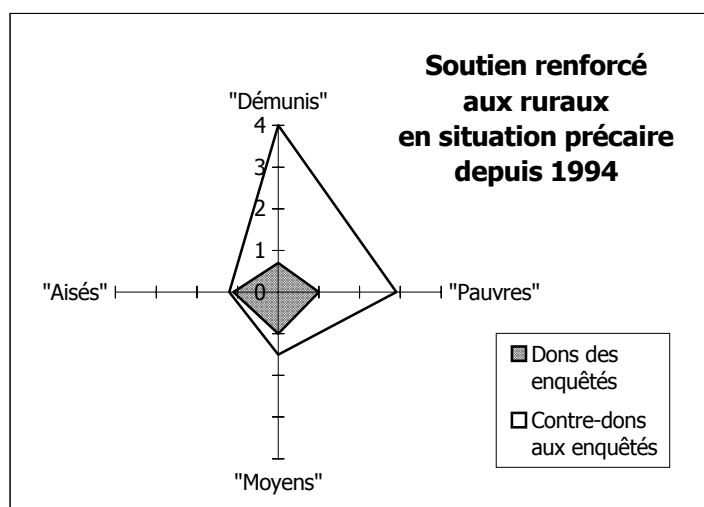 Soutien renforcé
aux ruraux
en situation précaire
depuis 1994
"Démunis"
4
3
2
1
0
"Aisés"
"Pauvres"
"Moyens"
Dons des
enquêtés
Contre-dons
aux enquêtés